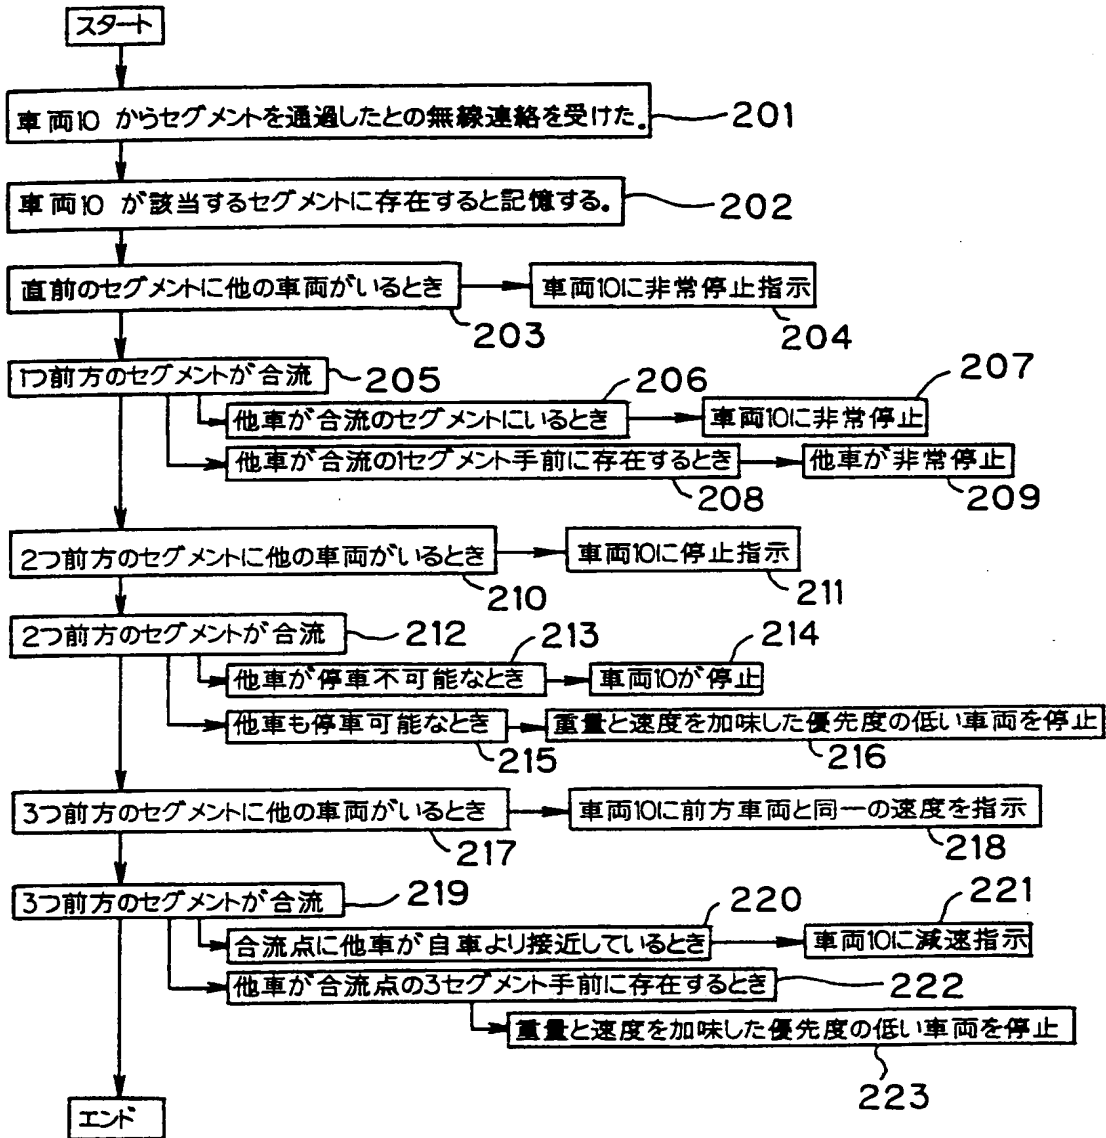 スタート
車両10 からセグメントを通過したとの無線連絡を受けた。
201
車両10 が該当するセグメントに存在すると記憶する。
202
直前のセグメントに他の車両がいるとき
203
車両10に非常停止指示
204
1つ前方のセグメントが合流
205
他車が合流のセグメントにいるとき
206
車両10に非常停止
207
他車が合流の1セグメント手前に存在するとき
208
他車が非常停止
209
2つ前方のセグメントに他の車両がいるとき
210
車両10に停止指示
211
2つ前方のセグメントが合流
212
他車が停車不可能なとき
213
車両10が停止
214
他車も停車可能なとき
215
重量と速度を加味した優先度の低い車両を停止
216
3つ前方のセグメントに他の車両がいるとき
217
車両10に前方車両と同一の速度を指示
218
3つ前方のセグメントが合流
219
合流点に他車が自車より接近しているとき
220
車両10に減速指示
221
他車が合流点の3セグメント手前に存在するとき
222
重量と速度を加味した優先度の低い車両を停止
223
エンド